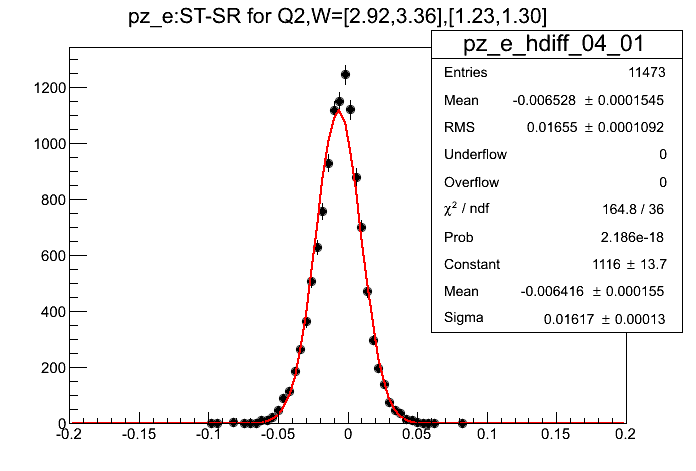 pz_e:ST-SR for Q2,W=[2.92,3.36],[1.23,1.30]
pz_e_hdiff_04_01
Entries 11473
Mean -0.006528 ± 0.0001545
RMS 0.01655 ± 0.0001092
Underflow 0
Overflow 0
χ² / ndf 164.8 / 36
Prob 2.186e-18
Constant 1116 ± 13.7
Mean -0.006416 ± 0.000155
Sigma 0.01617 ± 0.00013
1200
1000
800
600
400
200
0
-0.2 -0.15 -0.1 -0.05 0 0.05 0.1 0.15 0.2